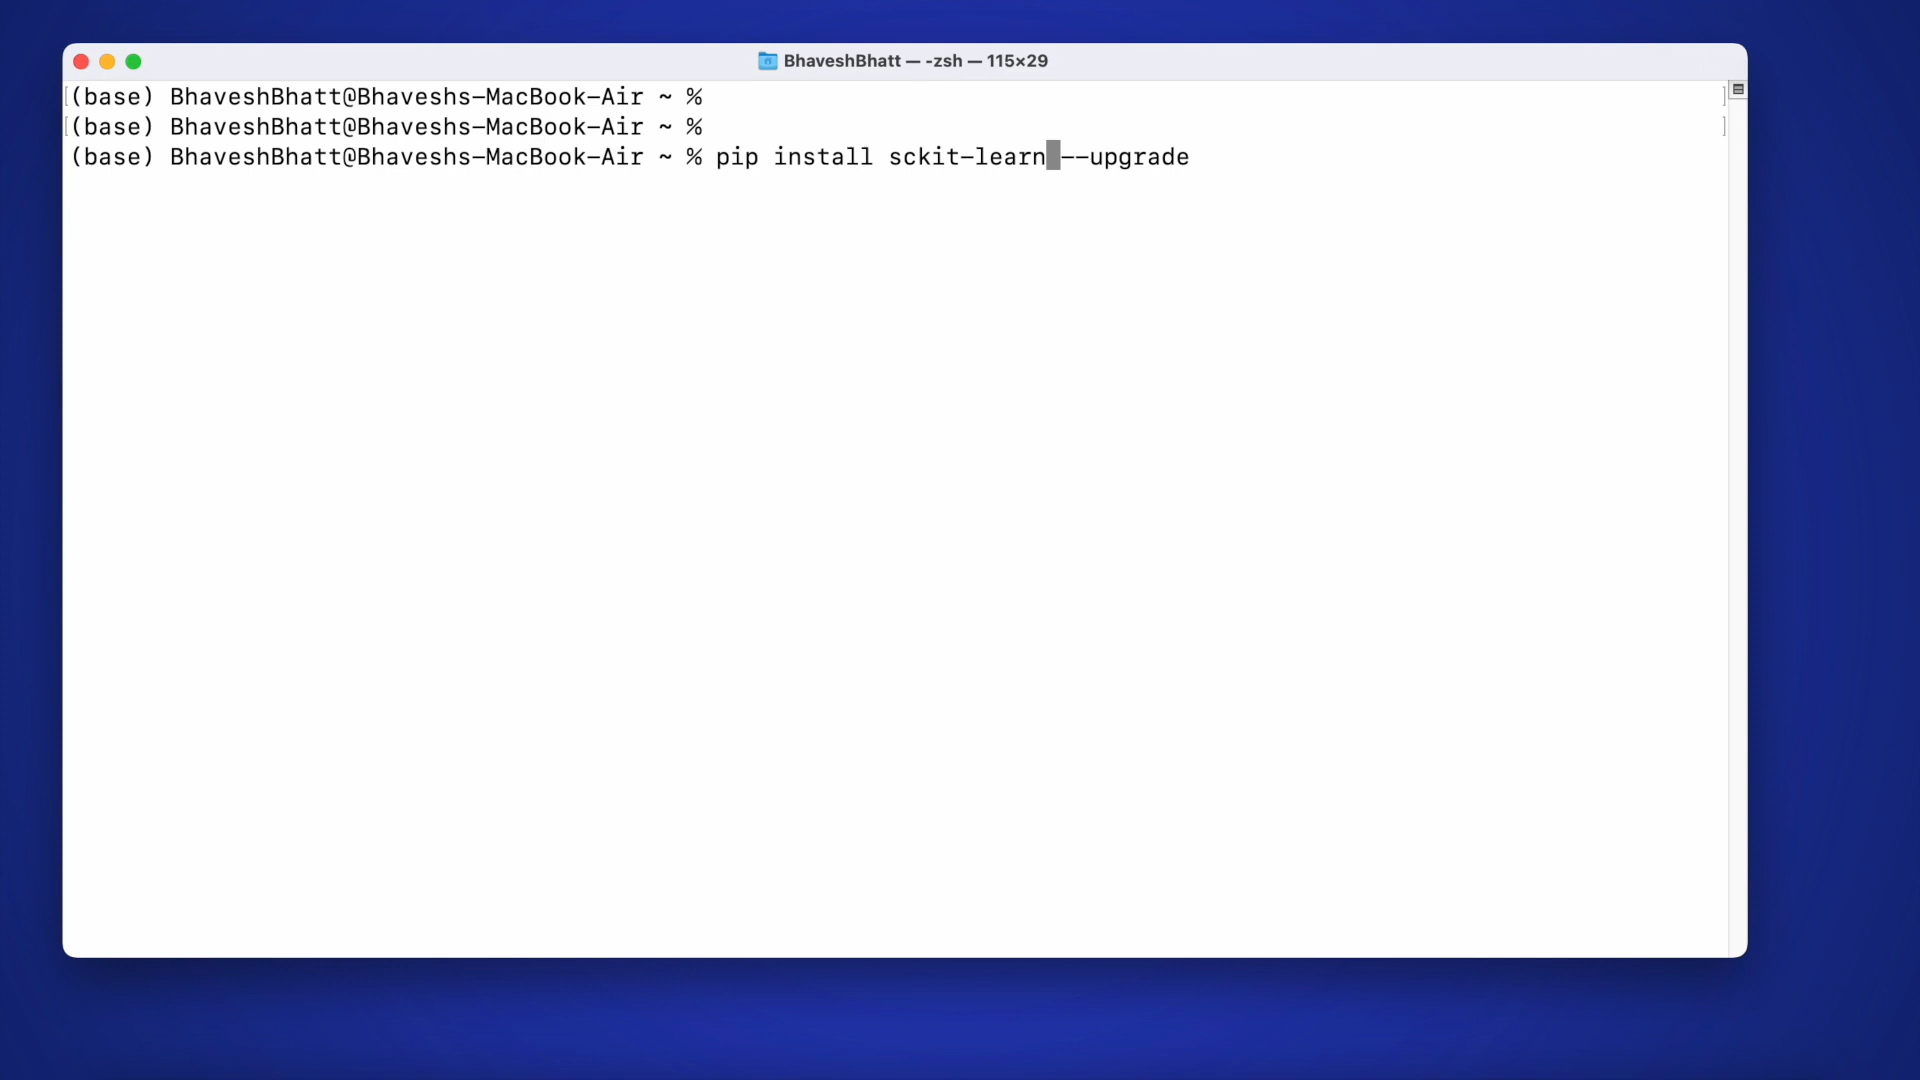 BhaveshBhatt — -zsh — 115×29
(base) BhaveshBhatt@Bhaveshs-MacBook-Air ~ %
(base) BhaveshBhatt@Bhaveshs-MacBook-Air ~ %
(base) BhaveshBhatt@Bhaveshs-MacBook-Air ~ % pip install sckit-learn --upgrade